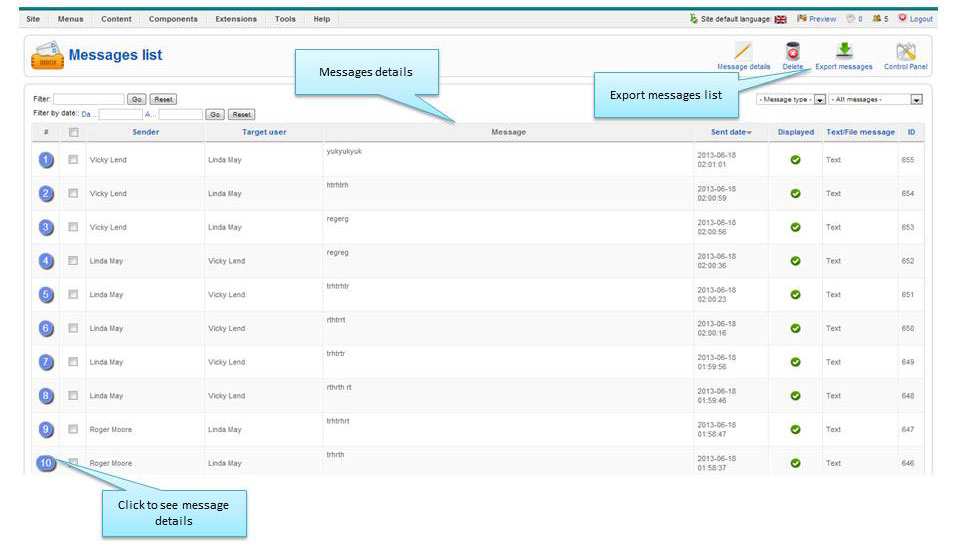 Site Menus Content Components Extensions Tools Help Site default language: Preview 0 5 Logout
INBOX Messages list
Message details Delete Export messages Control Panel
Messages details
Export messages list
Filter: Go Reset - Message type - - All messages -
Filter by date:: Da... A... Go Reset
# Sender Target user Message Sent date Displayed Text/File message ID
1 Vicky Lend Linda May yukyukyuk 2013-06-18 02:01:01 Text 655
2 Vicky Lend Linda May htrhtrh 2013-06-18 02:00:59 Text 654
3 Vicky Lend Linda May regerg 2013-06-18 02:00:56 Text 653
4 Linda May Vicky Lend regreg 2013-06-18 02:00:36 Text 652
5 Linda May Vicky Lend trhtrhtr 2013-06-18 02:00:23 Text 651
6 Linda May Vicky Lend rthtrrt 2013-06-18 02:00:16 Text 650
7 Linda May Vicky Lend trhtrtr 2013-06-18 01:59:56 Text 649
8 Linda May Vicky Lend rthrth rt 2013-06-18 01:59:46 Text 648
9 Roger Moore Linda May trhtrhrt 2013-06-18 01:58:47 Text 647
10 Roger Moore Linda May trhrth 2013-06-18 01:58:37 Text 646
Click to see message
details